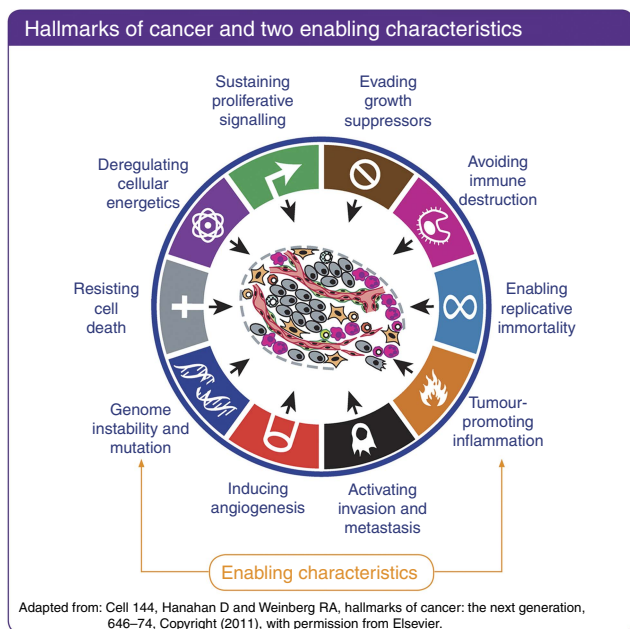 Hallmarks of cancer and two enabling characteristics
Sustaining
proliferative
signalling
Evading
growth
suppressors
Deregulating
cellular
energetics
Avoiding
immune
destruction
Resisting
cell
death
Enabling
replicative
immortality
Genome
instability and
mutation
Tumour-
promoting
inflammation
Inducing
angiogenesis
Activating
invasion and
metastasis
Enabling characteristics
Adapted from: Cell 144, Hanahan D and Weinberg RA, hallmarks of cancer: the next generation,
646–74, Copyright (2011), with permission from Elsevier.